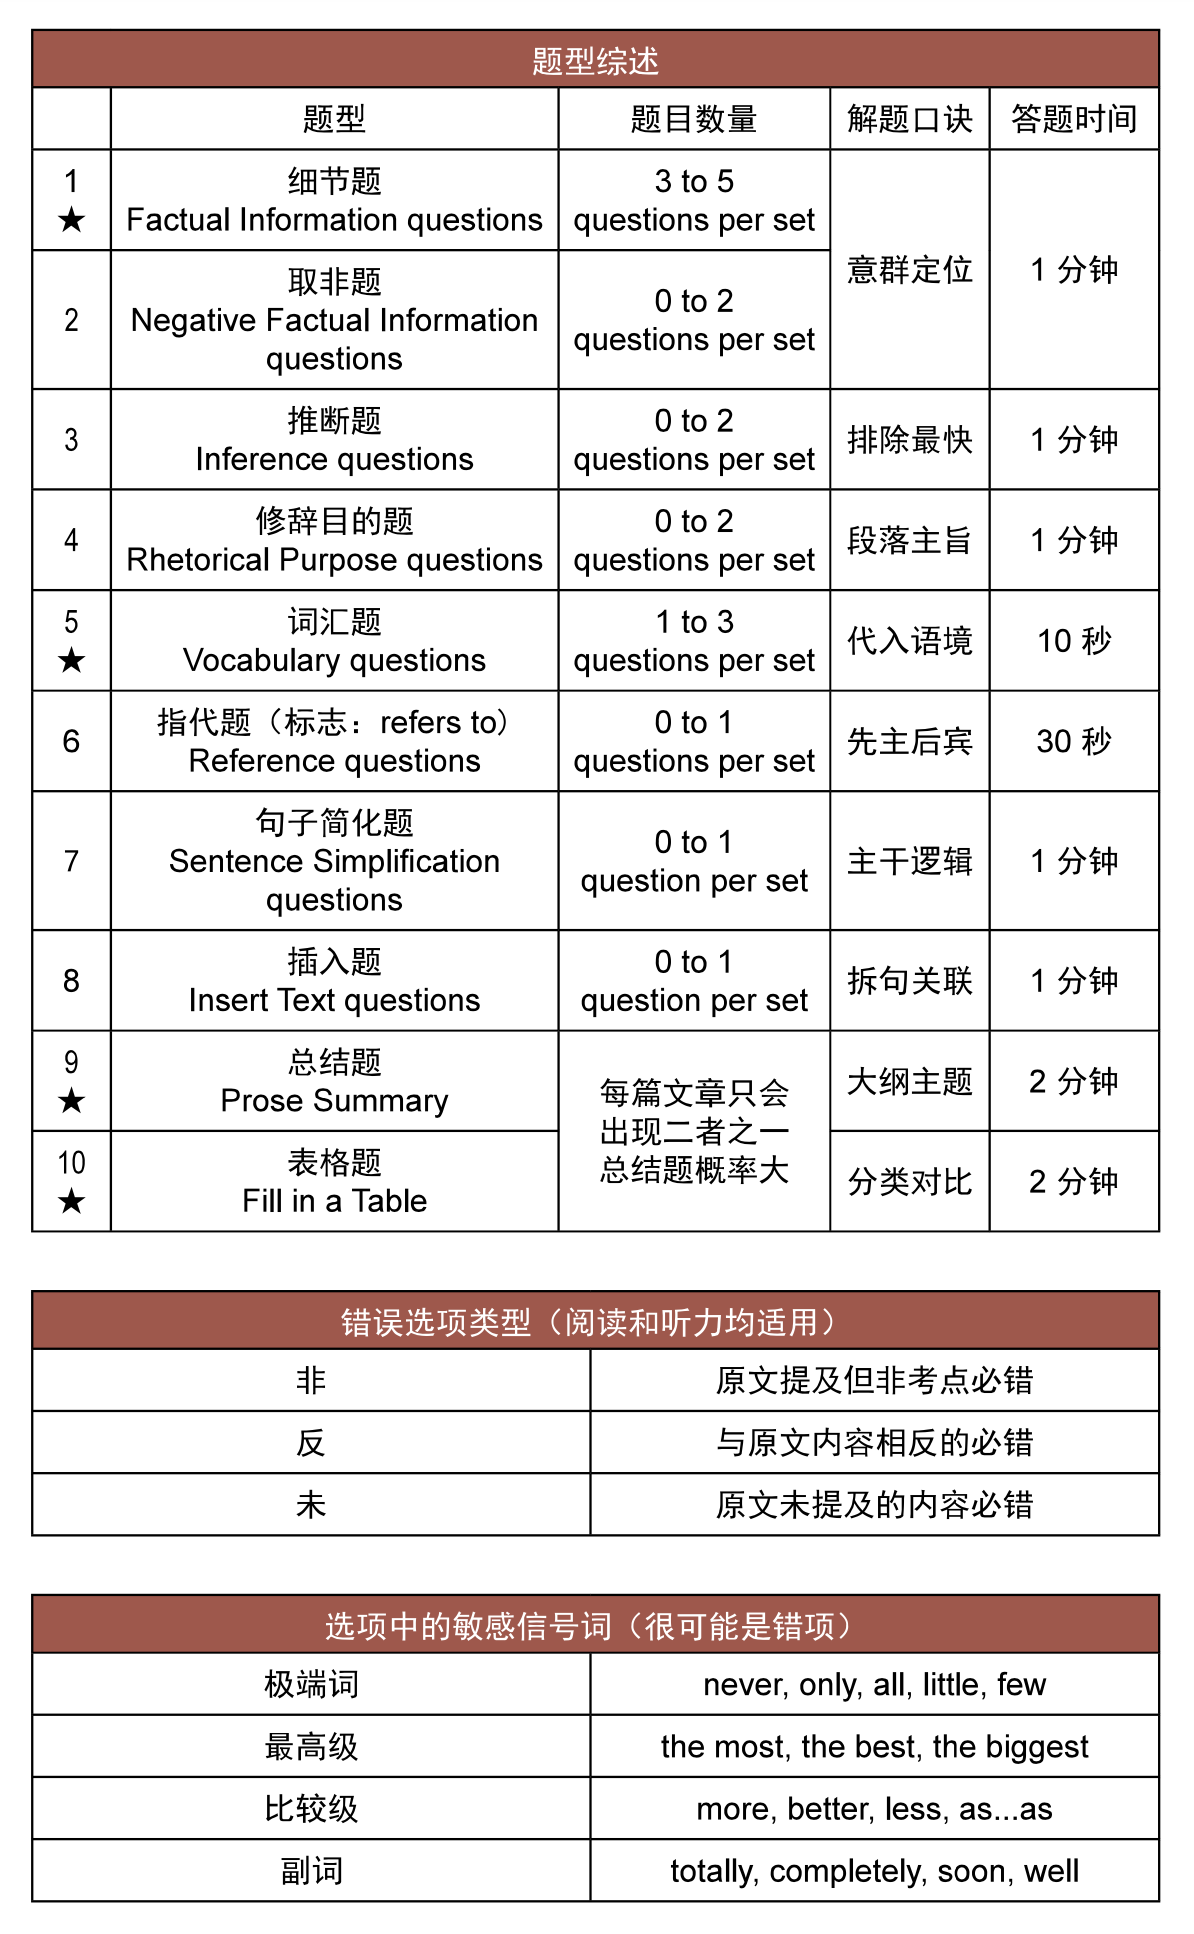 题型综述
题型 题目数量 解题口诀 答题时间
1
★
细节题
Factual Information questions
3 to 5
questions per set
意群定位
1 分钟
2
取非题
Negative Factual Information
questions
0 to 2
questions per set
3
推断题
Inference questions
0 to 2
questions per set
排除最快
1 分钟
4
修辞目的题
Rhetorical Purpose questions
0 to 2
questions per set
段落主旨
1 分钟
5
★
词汇题
Vocabulary questions
1 to 3
questions per set
代入语境
10 秒
6
指代题（标志：refers to）
Reference questions
0 to 1
questions per set
先主后宾
30 秒
7
句子简化题
Sentence Simplification
questions
0 to 1
question per set
主干逻辑
1 分钟
8
插入题
Insert Text questions
0 to 1
question per set
拆句关联
1 分钟
9
★
总结题
Prose Summary
每篇文章只会
出现二者之一
总结题概率大
大纲主题
2 分钟
10
★
表格题
Fill in a Table
分类对比
2 分钟
错误选项类型（阅读和听力均适用）
非 原文提及但非考点必错
反 与原文内容相反的必错
未 原文未提及的内容必错
选项中的敏感信号词（很可能是错项）
极端词 never, only, all, little, few
最高级 the most, the best, the biggest
比较级 more, better, less, as...as
副词 totally, completely, soon, well